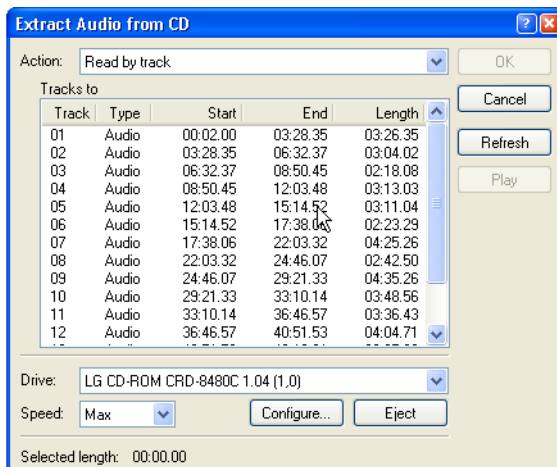 Extract Audio from CD
Action: Read by track OK
Tracks to
Cancel
Track Type Start End Length
01 Audio 00:02.00 03:28.35 03:26.35
02 Audio 03:28.35 06:32.37 03:04.02
Refresh
03 Audio 06:32.37 08:50.45 02:18.08
04 Audio 08:50.45 12:03.48 03:13.03
Play
05 Audio 12:03.48 15:14.52 03:11.04
06 Audio 15:14.52 17:38.06 02:23.29
07 Audio 17:38.06 22:03.32 04:25.26
08 Audio 22:03.32 24:46.07 02:42.50
09 Audio 24:46.07 29:21.33 04:35.26
10 Audio 29:21.33 33:10.14 03:48.56
11 Audio 33:10.14 36:46.57 03:36.43
12 Audio 36:46.57 40:51.53 04:04.71
Drive: LG CD-ROM CRD-8480C 1.04 (1,0)
Speed: Max Configure... Eject
Selected length: 00:00.00